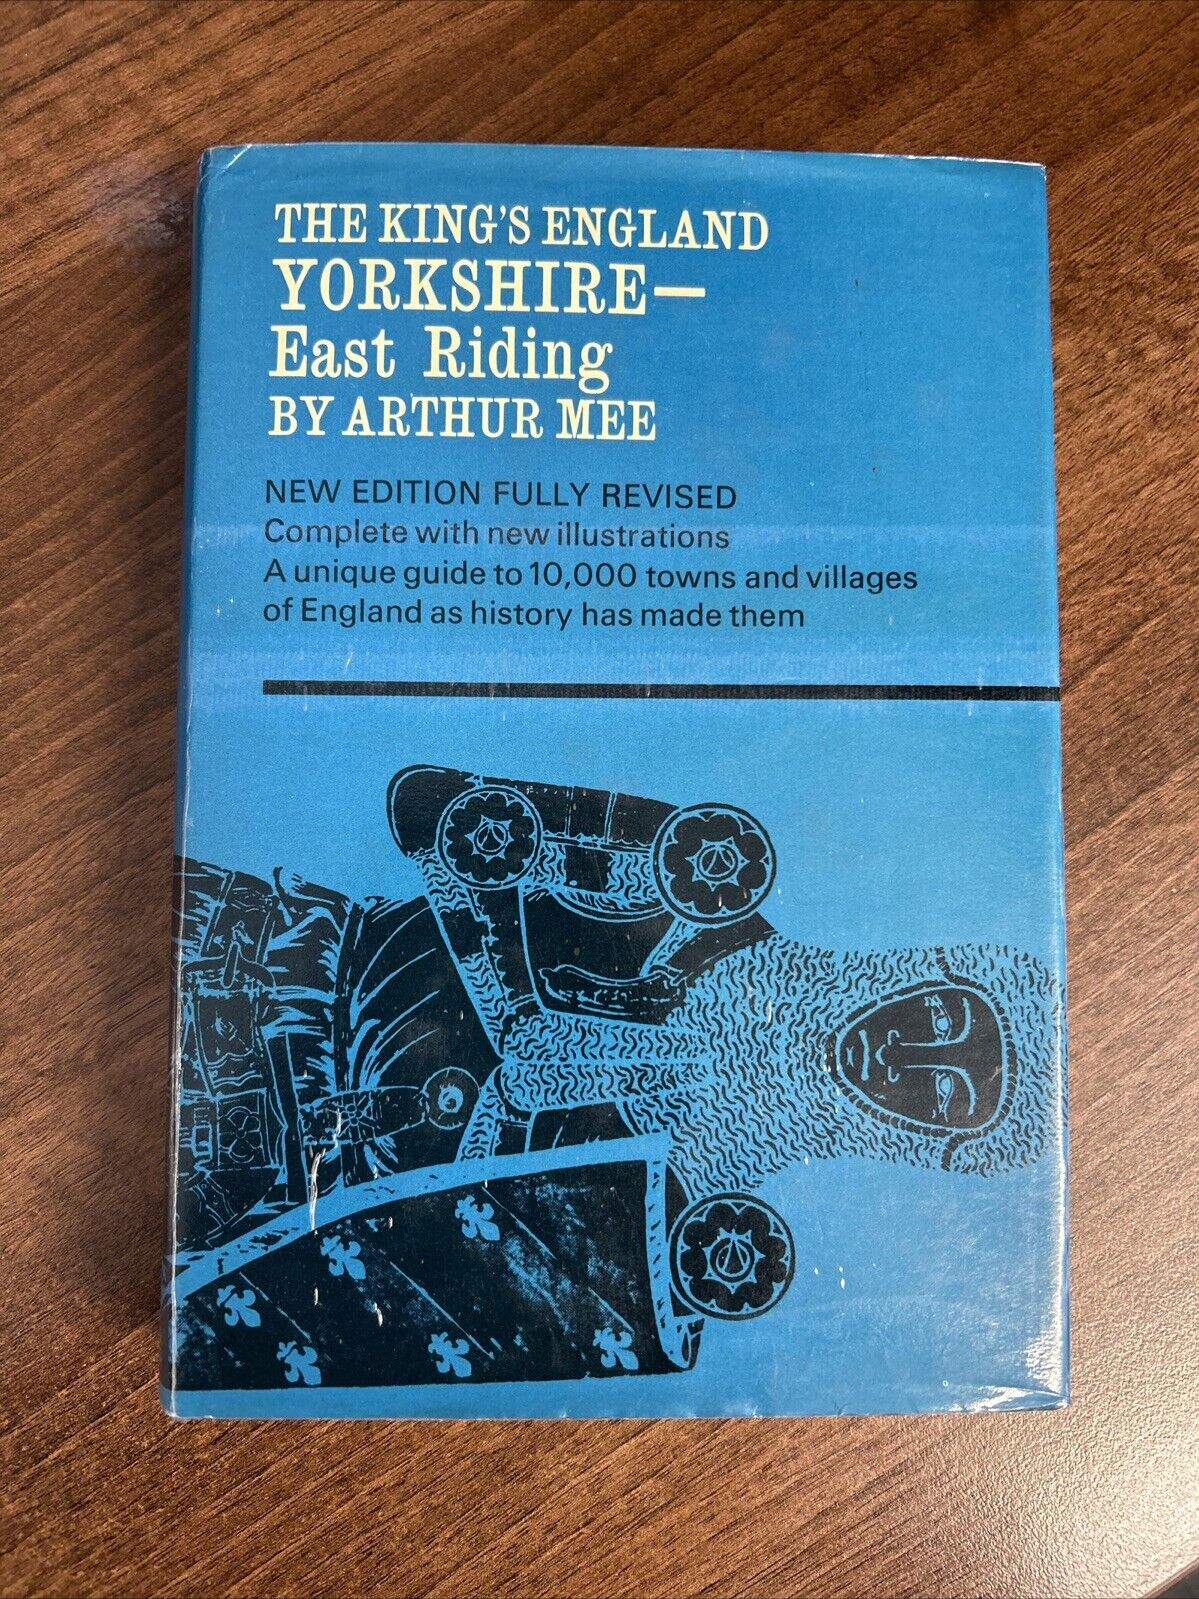 THE KING'S ENGLAND
YORKSHIRE—
East Riding
BY ARTHUR MEE
NEW EDITION FULLY REVISED
Complete with new illustrations
A unique guide to 10,000 towns and villages
of England as history has made them